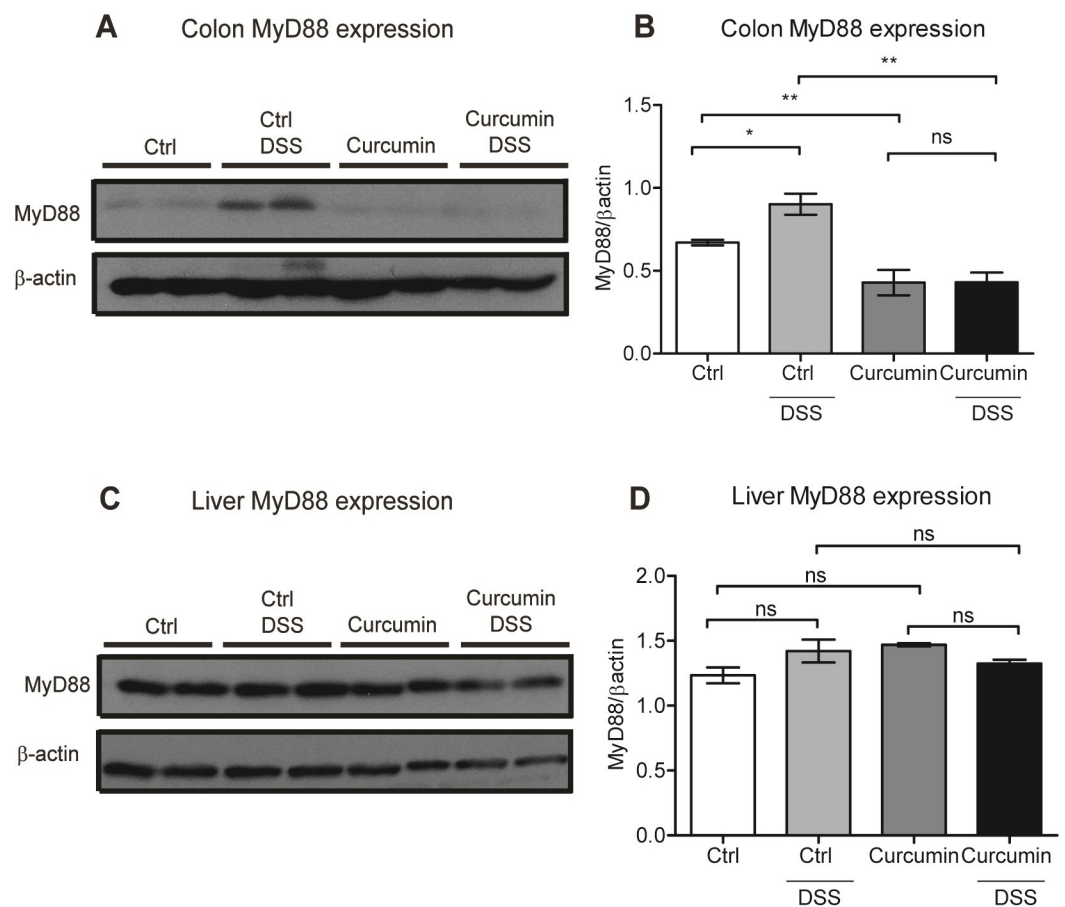 A Colon MyD88 expression
Ctrl
Ctrl
DSS
Curcumin
Curcumin
DSS
MyD88
β-actin
B Colon MyD88 expression
**
**
*
ns
1.5
1.0
0.5
0.0
MyD88/βactin
Ctrl
Ctrl
Curcumin
Curcumin
DSS
DSS
C Liver MyD88 expression
Ctrl
Ctrl
DSS
Curcumin
Curcumin
DSS
MyD88
β-actin
D Liver MyD88 expression
ns
ns
ns
ns
2.0
1.5
1.0
0.5
0.0
MyD88/βactin
Ctrl
Ctrl
Curcumin
Curcumin
DSS
DSS